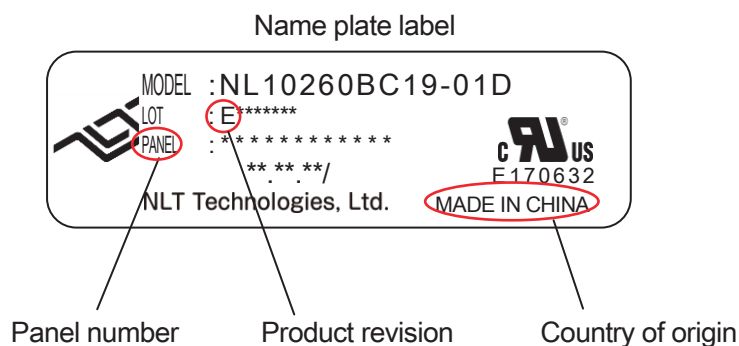 Name plate label
MODEL :NL10260BC19-01D
LOT : E*******
PANEL : * * * * * * * * * * * *
**.**.**/
NLT Technologies, Ltd.
c RU ® US
E170632
MADE IN CHINA
Panel number
Product revision
Country of origin